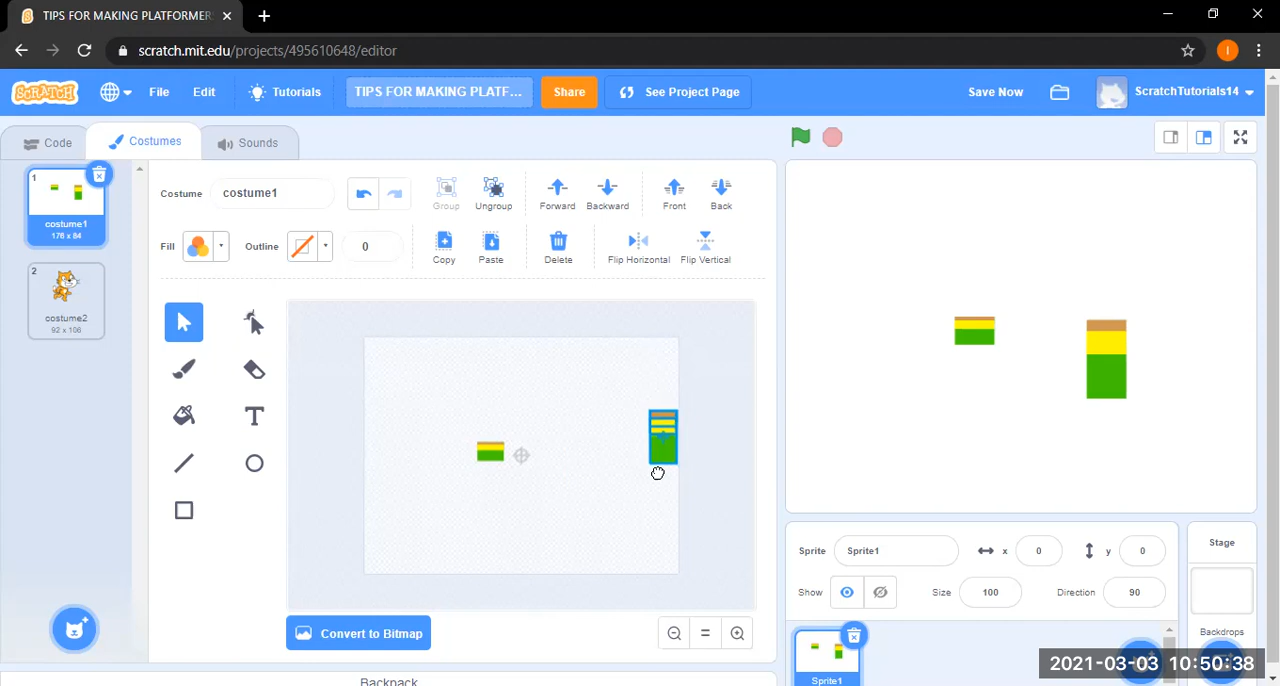 TIPS FOR MAKING PLATFORMER
scratch.mit.edu/projects/495610648/editor
I
SCRATCH
File
Edit
Tutorials
TIPS FOR MAKING PLATF...
Share
See Project Page
Save Now
ScratchTutorials14
Code
Costumes
Sounds
1
costume1
176 x 84
2
costume2
92 x 106
Costume
costume1
Group
Ungroup
Forward
Backward
Front
Back
Fill
Outline
0
Copy
Paste
Delete
Flip Horizontal
Flip Vertical
T
Convert to Bitmap
Backpack
Sprite
Sprite1
x
0
y
0
Show
Size
100
Direction
90
Stage
Backdrops
Sprite1
2021-03-03 10:50:38